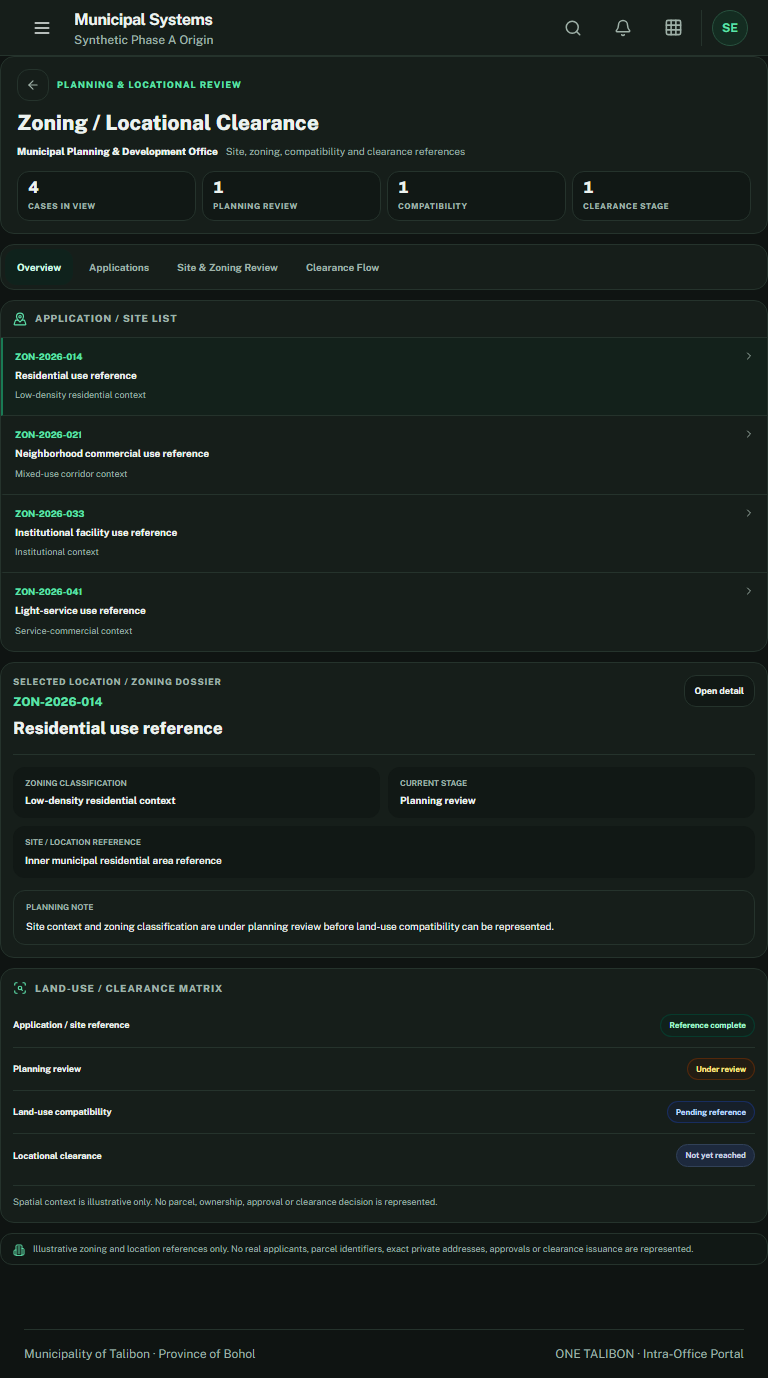 Municipal Systems
Synthetic Phase A Origin
SE
PLANNING & LOCATIONAL REVIEW
Zoning / Locational Clearance
Municipal Planning & Development Office Site, zoning, compatibility and clearance references
4
CASES IN VIEW
1
PLANNING REVIEW
1
COMPATIBILITY
1
CLEARANCE STAGE
Overview Applications Site & Zoning Review Clearance Flow
APPLICATION / SITE LIST
ZON-2026-014
Residential use reference
Low-density residential context
ZON-2026-021
Neighborhood commercial use reference
Mixed-use corridor context
ZON-2026-033
Institutional facility use reference
Institutional context
ZON-2026-041
Light-service use reference
Service-commercial context
SELECTED LOCATION / ZONING DOSSIER
ZON-2026-014
Residential use reference
Open detail
ZONING CLASSIFICATION
Low-density residential context
CURRENT STAGE
Planning review
SITE / LOCATION REFERENCE
Inner municipal residential area reference
PLANNING NOTE
Site context and zoning classification are under planning review before land-use compatibility can be represented.
LAND-USE / CLEARANCE MATRIX
Application / site reference Reference complete
Planning review Under review
Land-use compatibility Pending reference
Locational clearance Not yet reached
Spatial context is illustrative only. No parcel, ownership, approval or clearance decision is represented.
Illustrative zoning and location references only. No real applicants, parcel identifiers, exact private addresses, approvals or clearance issuance are represented.
Municipality of Talibon · Province of Bohol ONE TALIBON · Intra-Office Portal